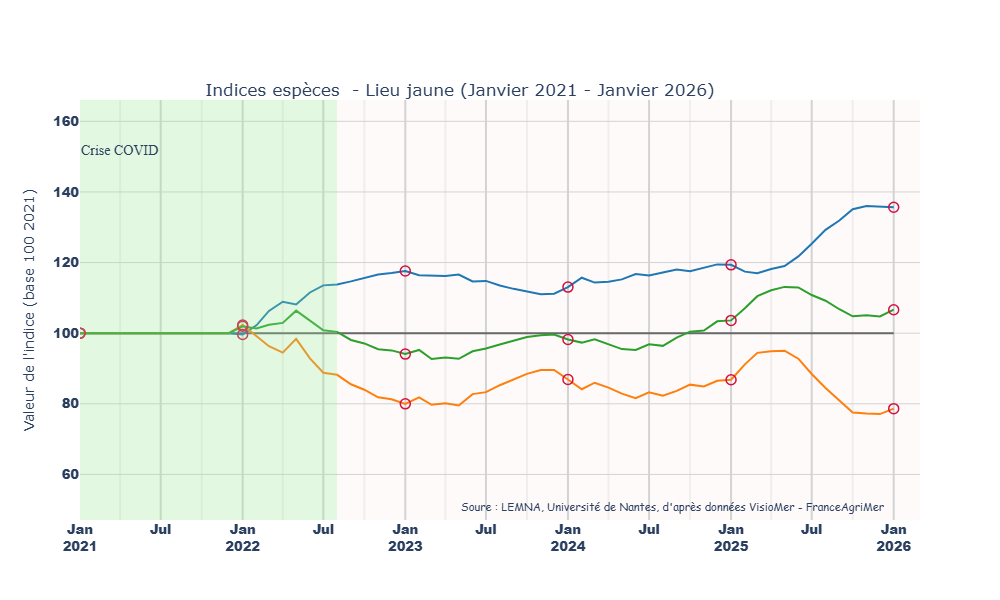 Indices espèces  - Lieu jaune (Janvier 2021 - Janvier 2026)
160
Crise COVID
140
120
100
80
60
Valeur de l'indice (base 100 2021)
Soure : LEMNA, Université de Nantes, d'après données VisioMer - FranceAgriMer
Jan Jul Jan Jul Jan Jul Jan Jul Jan Jul Jan
2021 2022 2023 2024 2025 2026